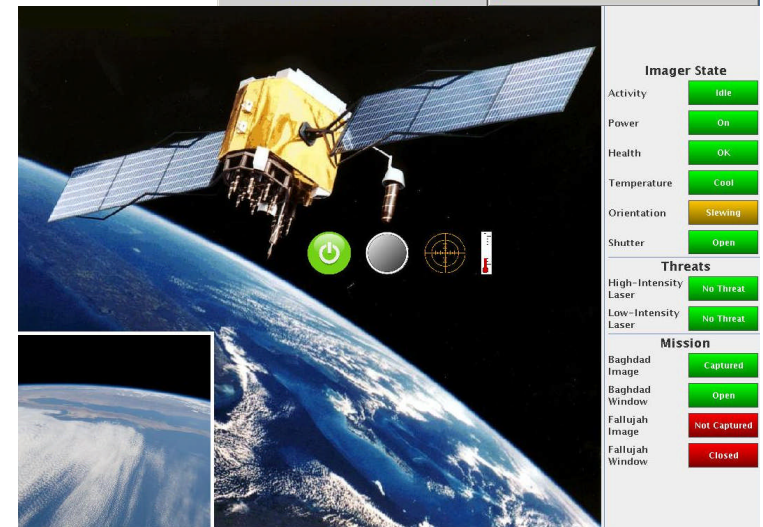 Imager State
Activity Idle
Power On
Health OK
Temperature Cool
Orientation Slewing
Shutter Open
Threats
High-Intensity
Laser No Threat
Low-Intensity
Laser No Threat
Mission
Baghdad
Image Captured
Baghdad
Window Open
Fallujah
Image Not Captured
Fallujah
Window Closed